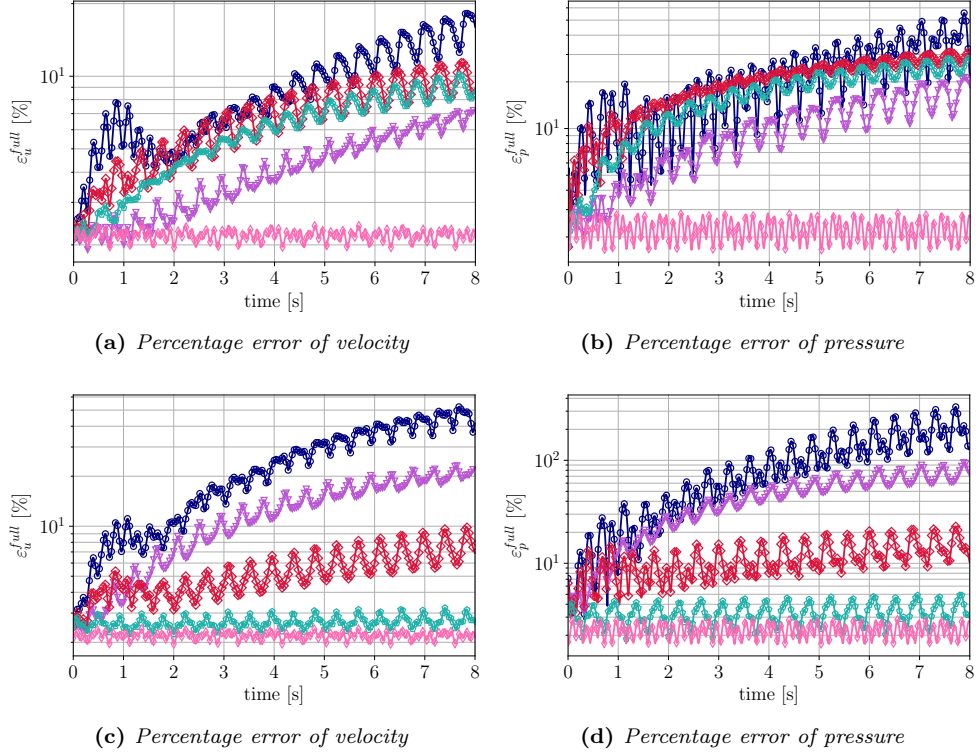 ε_u^{full} [%]
10^1
0 1 2 3 4 5 6 7 8
time [s]
(a) Percentage error of velocity
ε_p^{full} [%]
10^1
0 1 2 3 4 5 6 7 8
time [s]
(b) Percentage error of pressure
ε_u^{full} [%]
10^1
0 1 2 3 4 5 6 7 8
time [s]
(c) Percentage error of velocity
ε_p^{full} [%]
10^2
10^1
0 1 2 3 4 5 6 7 8
time [s]
(d) Percentage error of pressure